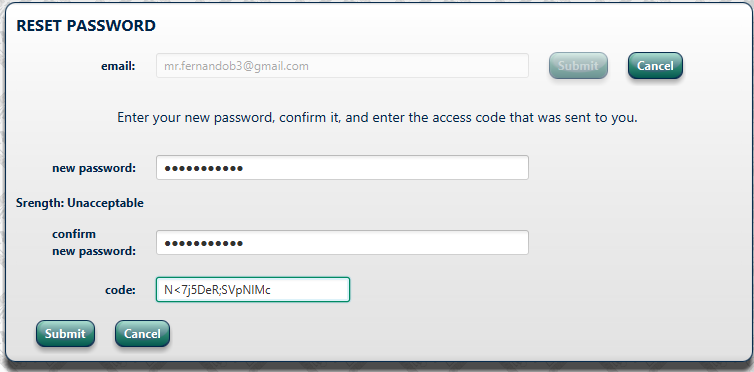 RESET PASSWORD
email: mr.fernandob3@gmail.com Submit Cancel
Enter your new password, confirm it, and enter the access code that was sent to you.
new password: ●●●●●●●●●●●
Srength: Unacceptable
confirm
new password: ●●●●●●●●●●●
code: N<7j5DeR;SVpNIMc
Submit Cancel